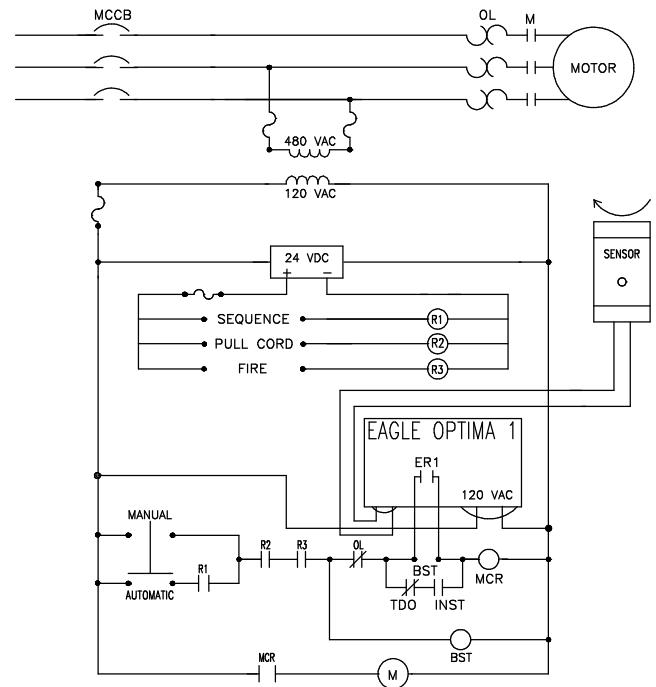 MCCB
OL
M
MOTOR
480 VAC
120 VAC
24 VDC
+ −
SENSOR
SEQUENCE
R1
PULL CORD
R2
FIRE
R3
EAGLE OPTIMA 1
ER1
120 VAC
MANUAL
R1
AUTOMATIC
R2
R3
OL
BST
TDO
INST
MCR
BST
MCR
M